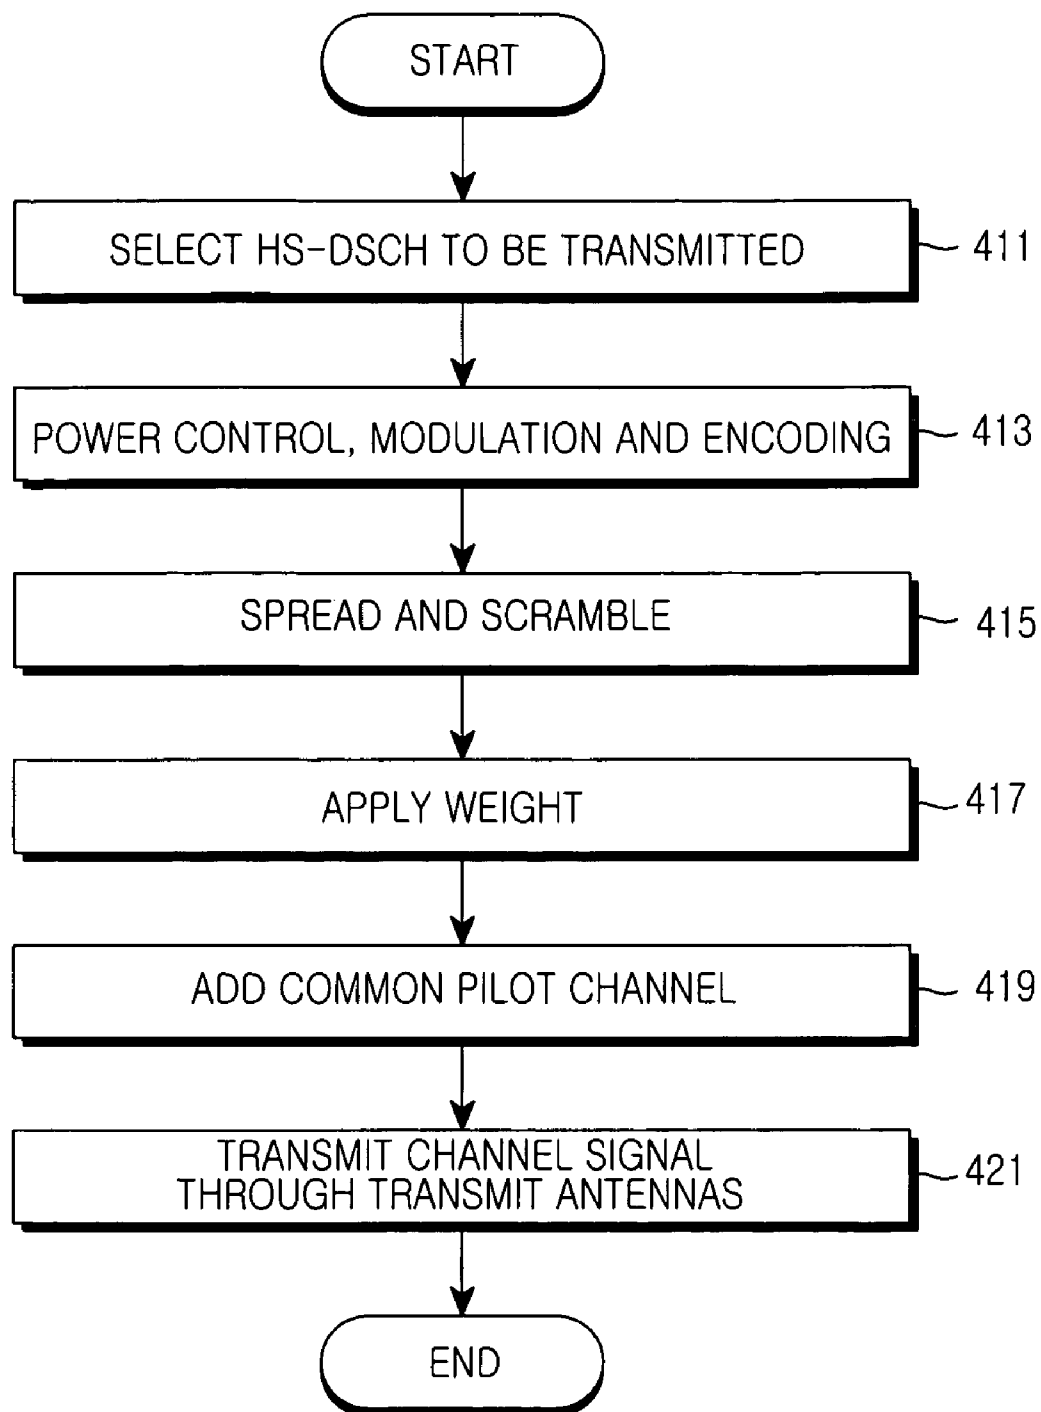 START
SELECT HS-DSCH TO BE TRANSMITTED
411
POWER CONTROL, MODULATION AND ENCODING
413
SPREAD AND SCRAMBLE
415
APPLY WEIGHT
417
ADD COMMON PILOT CHANNEL
419
TRANSMIT CHANNEL SIGNAL
THROUGH TRANSMIT ANTENNAS
421
END